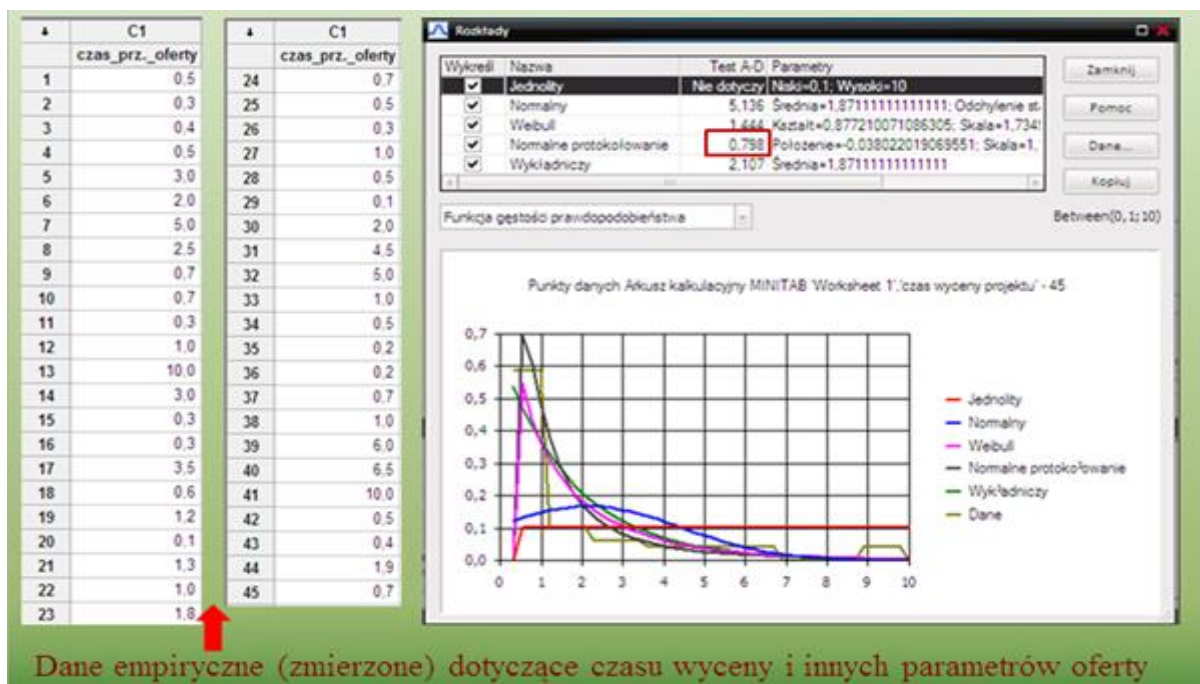 ↓ C1
czas_prz._oferty
1 0,5
2 0,3
3 0,4
4 0,5
5 3,0
6 2,0
7 5,0
8 2,5
9 0,7
10 0,7
11 0,3
12 1,0
13 10,0
14 3,0
15 0,3
16 0,3
17 3,5
18 0,6
19 1,2
20 0,1
21 1,3
22 1,0
23 1,8
↓ C1
czas_prz._oferty
24 0,7
25 0,5
26 0,3
27 1,0
28 0,5
29 0,1
30 2,0
31 4,5
32 5,0
33 1,0
34 0,5
35 0,2
36 0,2
37 0,7
38 1,0
39 6,0
40 6,5
41 10,0
42 0,5
43 0,4
44 1,9
45 0,7
Rozkłady
Wykreśl Nazwa Test A-D Parametry
Jednolity Nie dotyczy Niski=0,1; Wysoki=10
Normalny 5,136 Średnia=1,87111111111111; Odchylenie st
Weibull 1,444 Kształt=0,877210071086305; Skala=1,734
Normalne protokołowanie 0,798 Położenie=-0,038022019069551; Skala=1,
Wykładniczy 2,107 Średnia=1,87111111111111
Zamknij
Pomoc
Dane...
Kopiuj
Funkcja gęstości prawdopodobieństwa
Between(0, 1; 10)
Punkty danych Arkusz kalkulacyjny MINITAB 'Worksheet 1','czas wyceny projektu' - 45
0,7
0,6
0,5
0,4
0,3
0,2
0,1
0,0
0 1 2 3 4 5 6 7 8 9 10
Jednolity
Normalny
Weibull
Normalne protoko³owanie
Wyk³adniczy
Dane
Dane empiryczne (zmierzone) dotyczące czasu wyceny i innych parametrów oferty